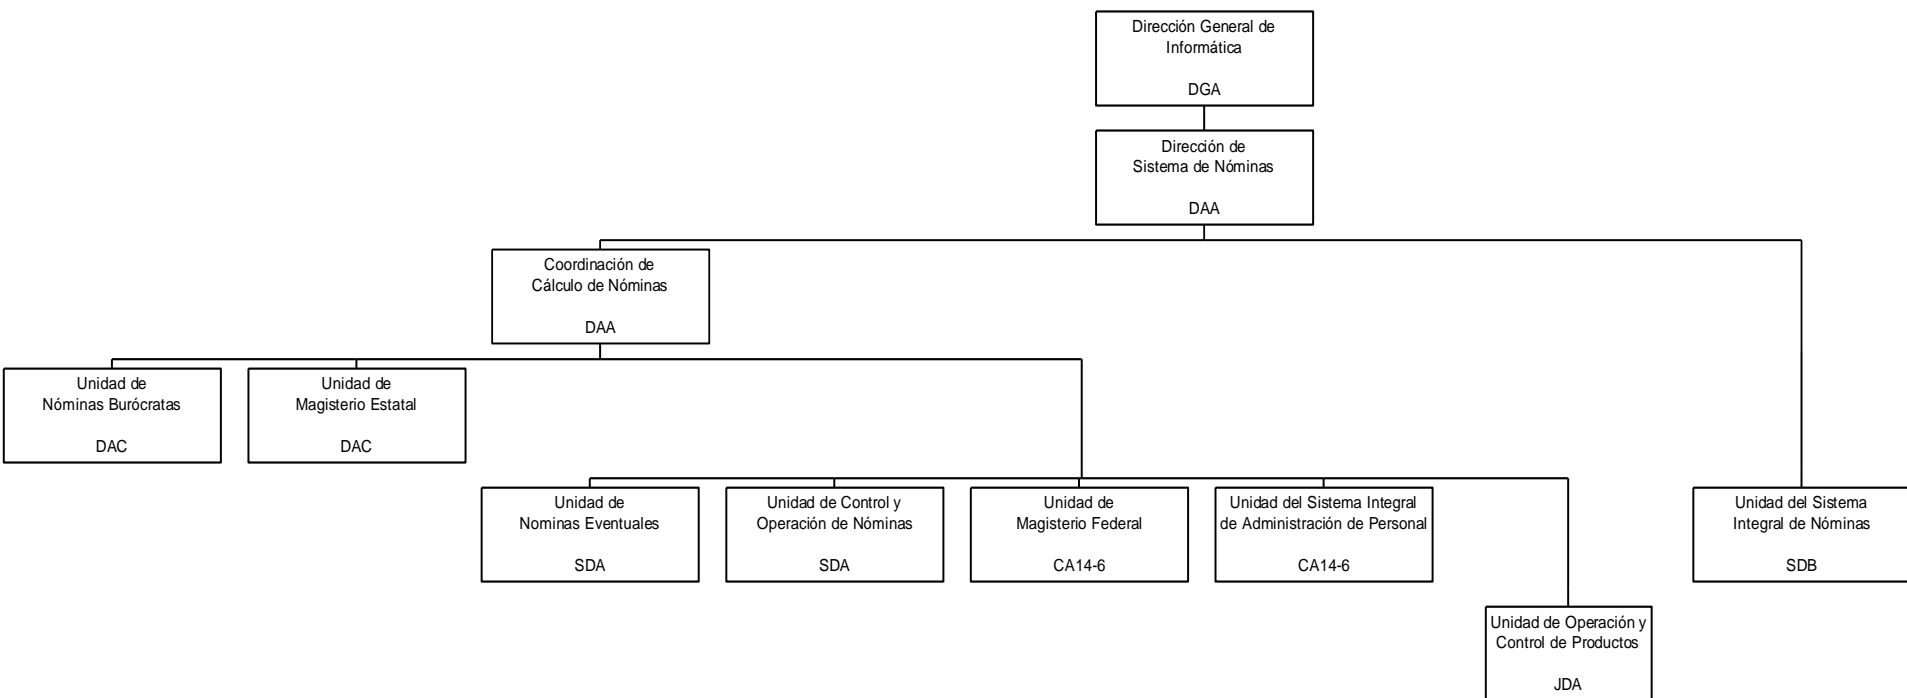 Dirección General de
Informática
DGA
Dirección de
Sistema de Nóminas
DAA
Coordinación de
Cálculo de Nóminas
DAA
Unidad de
Nóminas Burócratas
DAC
Unidad de
Magisterio Estatal
DAC
Unidad de
Nominas Eventuales
SDA
Unidad de Control y
Operación de Nóminas
SDA
Unidad de
Magisterio Federal
CA14-6
Unidad del Sistema Integral
de Administración de Personal
CA14-6
Unidad del Sistema
Integral de Nóminas
SDB
Unidad de Operación y
Control de Productos
JDA